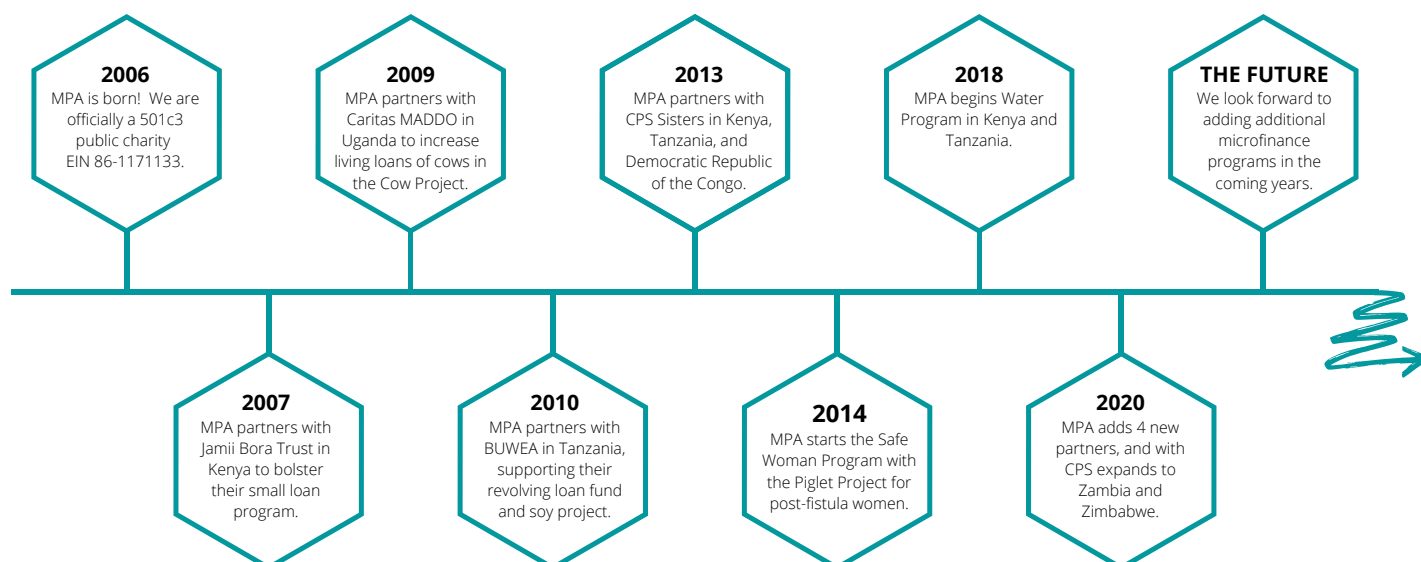 2006
MPA is born! We are
officially a 501c3
public charity
EIN 86-1171133.
2009
MPA partners with
Caritas MADDO in
Uganda to increase
living loans of cows in
the Cow Project.
2013
MPA partners with
CPS Sisters in Kenya,
Tanzania, and
Democratic Republic
of the Congo.
2018
MPA begins Water
Program in Kenya and
Tanzania.
THE FUTURE
We look forward to
adding additional
microfinance
programs in the
coming years.
2007
MPA partners with
Jamii Bora Trust in
Kenya to bolster
their small loan
program.
2010
MPA partners with
BUWEA in Tanzania,
supporting their
revolving loan fund
and soy project.
2014
MPA starts the Safe
Woman Program with
the Piglet Project for
post-fistula women.
2020
MPA adds 4 new
partners, and with
CPS expands to
Zambia and
Zimbabwe.